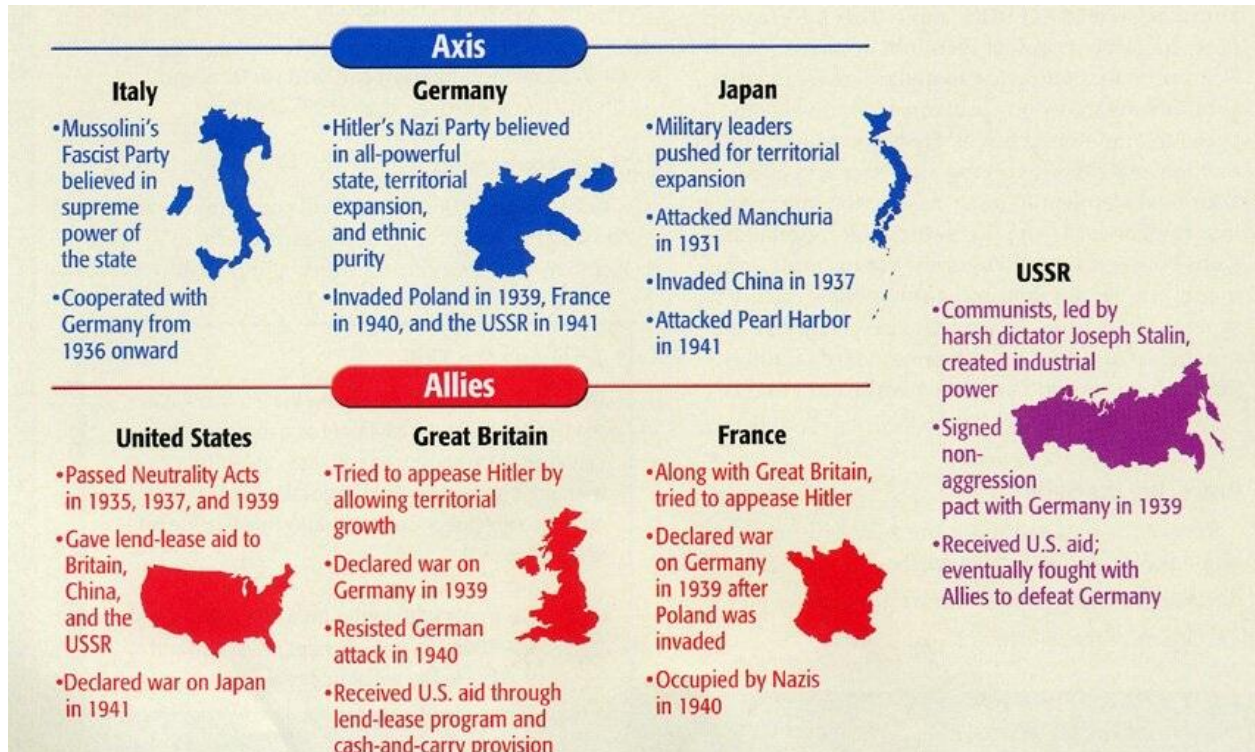 Axis
Italy
•Mussolini's
Fascist Party
believed in
supreme
power of
the state
•Cooperated with
Germany from
1936 onward
Germany
•Hitler's Nazi Party believed
in all-powerful
state, territorial
expansion,
and ethnic
purity
•Invaded Poland in 1939, France
in 1940, and the USSR in 1941
Japan
•Military leaders
pushed for territorial
expansion
•Attacked Manchuria
in 1931
•Invaded China in 1937
•Attacked Pearl Harbor
in 1941
Allies
United States
•Passed Neutrality Acts
in 1935, 1937, and 1939
•Gave lend-lease aid to
Britain,
China,
and the
USSR
•Declared war on Japan
in 1941
Great Britain
•Tried to appease Hitler by
allowing territorial
growth
•Declared war on
Germany in 1939
•Resisted German
attack in 1940
•Received U.S. aid through
lend-lease program and
cash-and-carry provision
France
•Along with Great Britain,
tried to appease Hitler
•Declared war
on Germany
in 1939 after
Poland was
invaded
•Occupied by Nazis
in 1940
USSR
•Communists, led by
harsh dictator Joseph Stalin,
created industrial
power
•Signed
non-
aggression
pact with Germany in 1939
•Received U.S. aid;
eventually fought with
Allies to defeat Germany